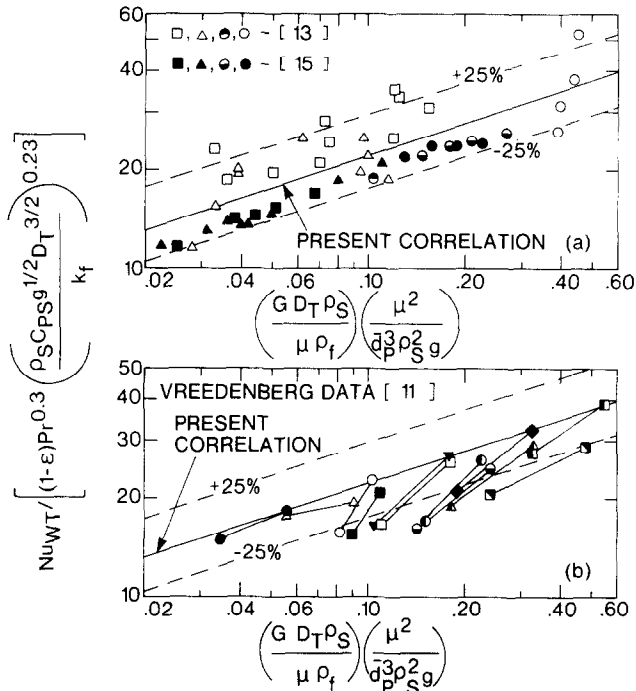 60
40
20
10
□, △, ◓, ○ ~ [ 13 ]
■, ▲, ◒, ● ~ [ 15 ]
+25%
-25%
PRESENT CORRELATION
(a)
.02 .04 .06 .10 .20 .40 .60
(G D_T ρ_S / μ ρ_f) (μ² / d̄_P³ ρ_S² g)
Nu_WT / [(1-ε)Pr^0.3 (ρ_S C_PS g^1/2 D_T^3/2 / k_f)^0.23]
50
40
30
20
10
VREEDENBERG DATA [ 11 ]
PRESENT
CORRELATION
+25%
-25%
(b)
.02 .04 .06 .10 .20 .40 .60
(G D_T ρ_S / μ ρ_f) (μ² / d̄_P³ ρ_S² g)